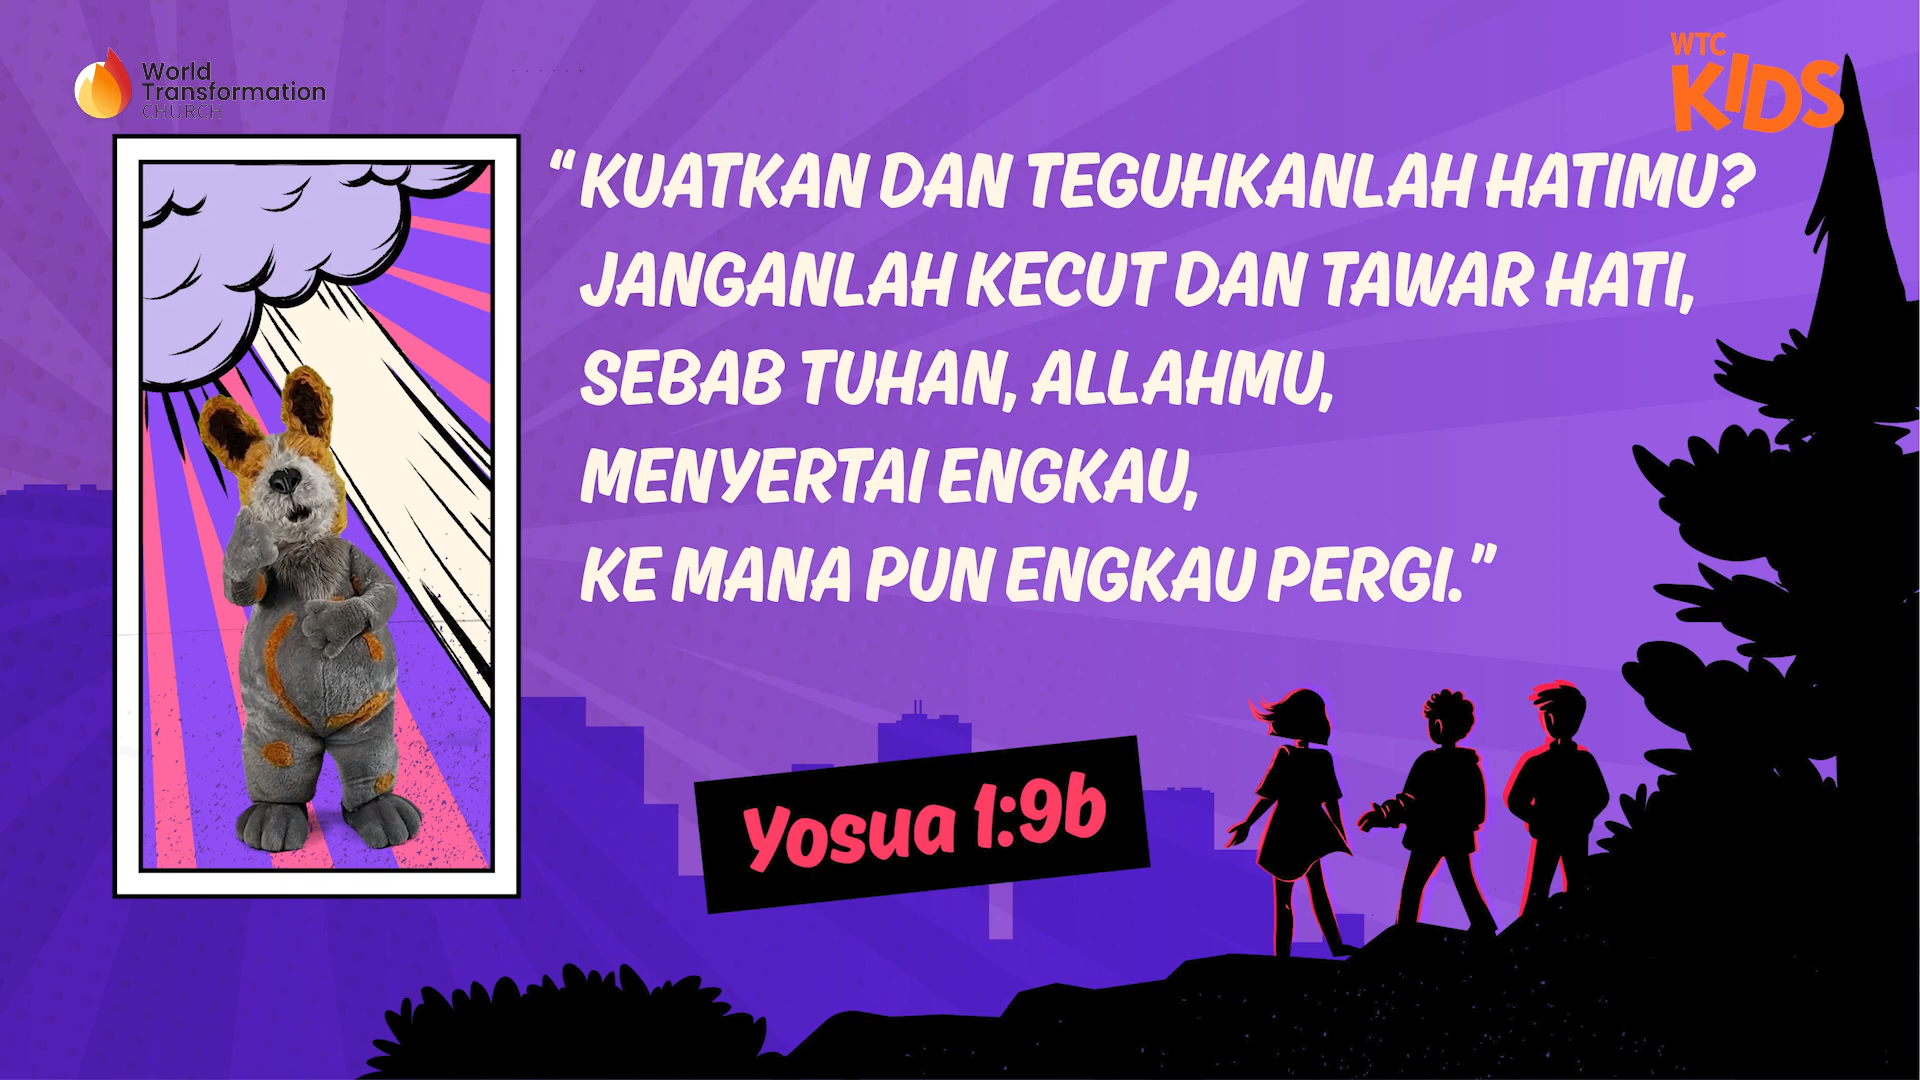 World
Transformation
CHURCH
WTC
KIDS
“KUATKAN DAN TEGUHKANLAH HATIMU?
JANGANLAH KECUT DAN TAWAR HATI,
SEBAB TUHAN, ALLAHMU,
MENYERTAI ENGKAU,
KE MANA PUN ENGKAU PERGI.”
Yosua 1:9b